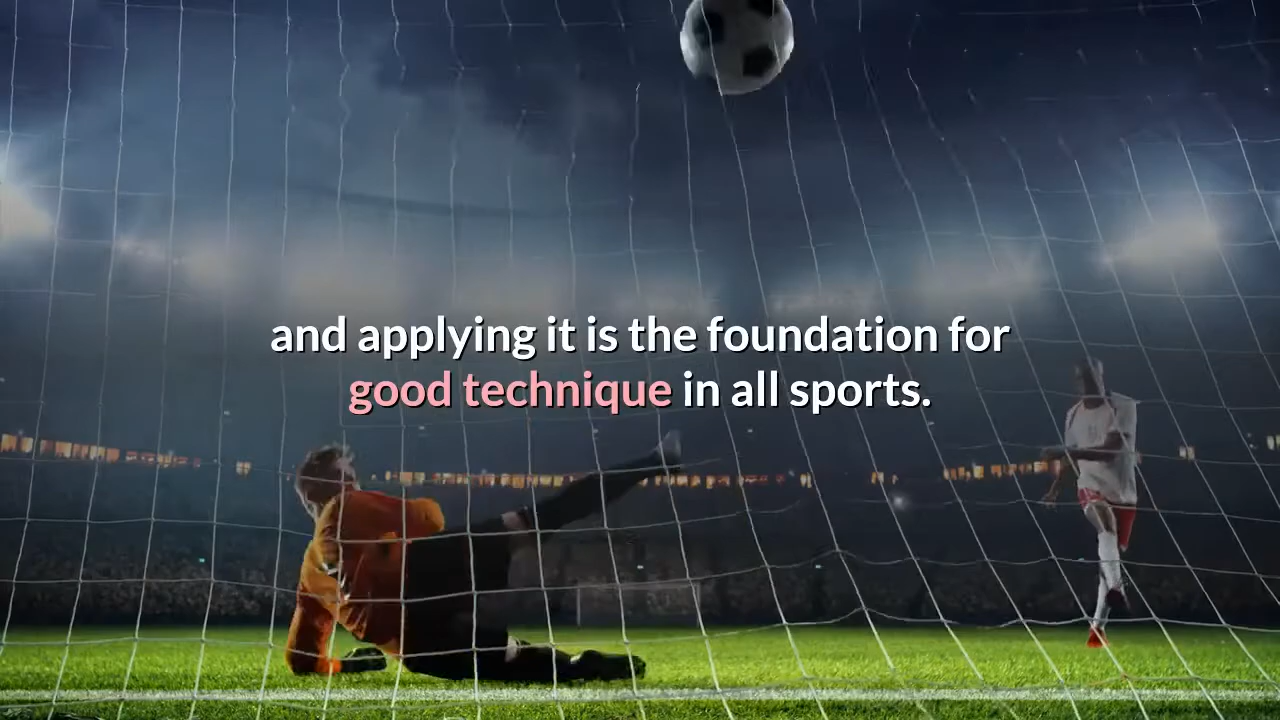 and applying it is the foundation for
good technique in all sports.